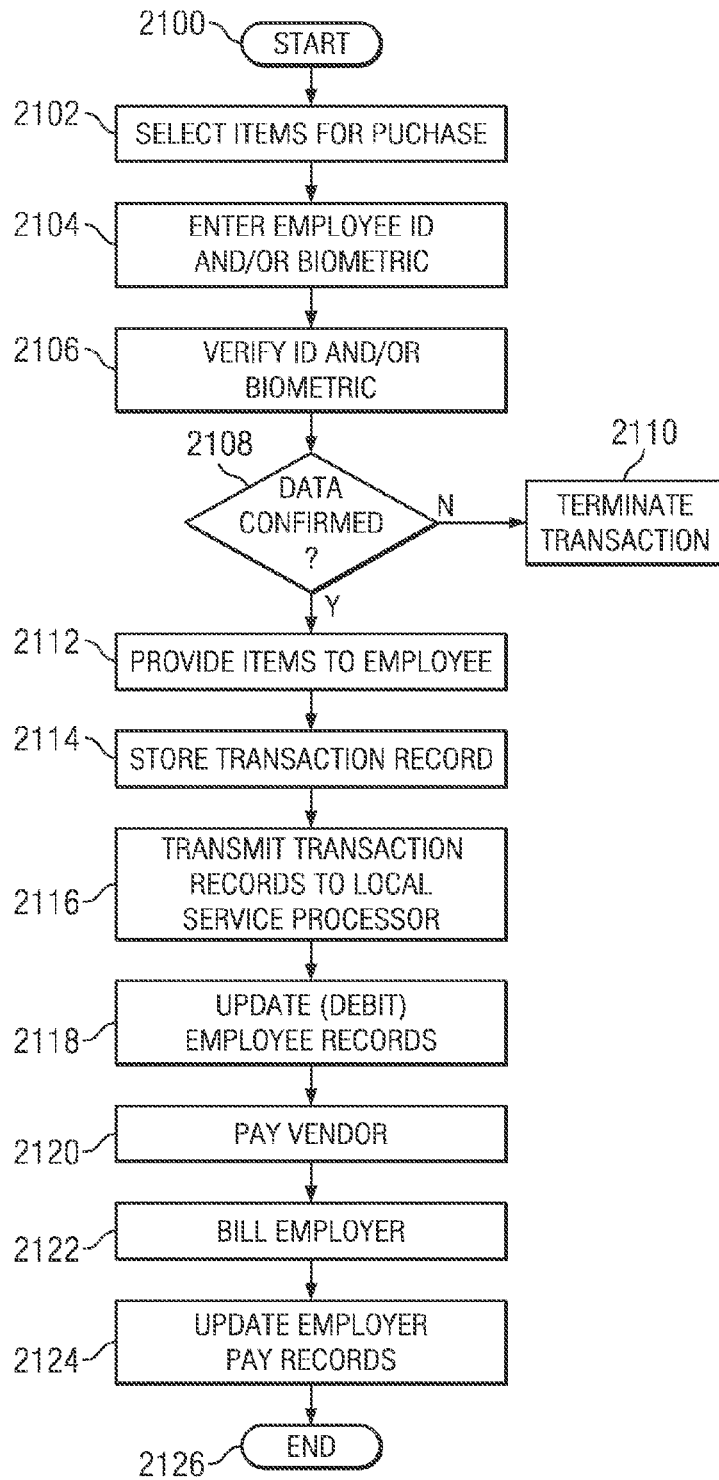 2100
START
2102
SELECT ITEMS FOR PUCHASE
2104
ENTER EMPLOYEE ID
AND/OR BIOMETRIC
2106
VERIFY ID AND/OR
BIOMETRIC
2108
DATA
CONFIRMED
?
N
2110
TERMINATE
TRANSACTION
Y
2112
PROVIDE ITEMS TO EMPLOYEE
2114
STORE TRANSACTION RECORD
2116
TRANSMIT TRANSACTION
RECORDS TO LOCAL
SERVICE PROCESSOR
2118
UPDATE (DEBIT)
EMPLOYEE RECORDS
2120
PAY VENDOR
2122
BILL EMPLOYER
2124
UPDATE EMPLOYER
PAY RECORDS
2126
END